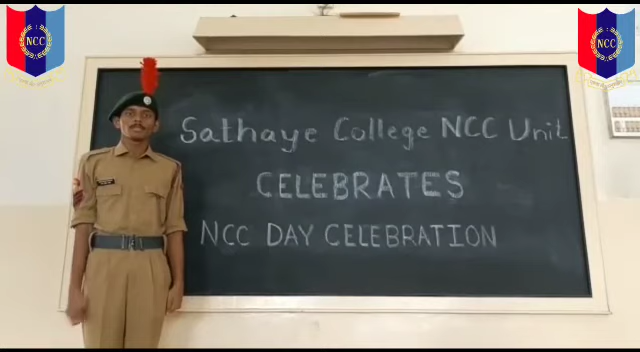 NCC
NCC
Sathaye College NCC Unit
CELEBRATES
NCC DAY CELEBRATION